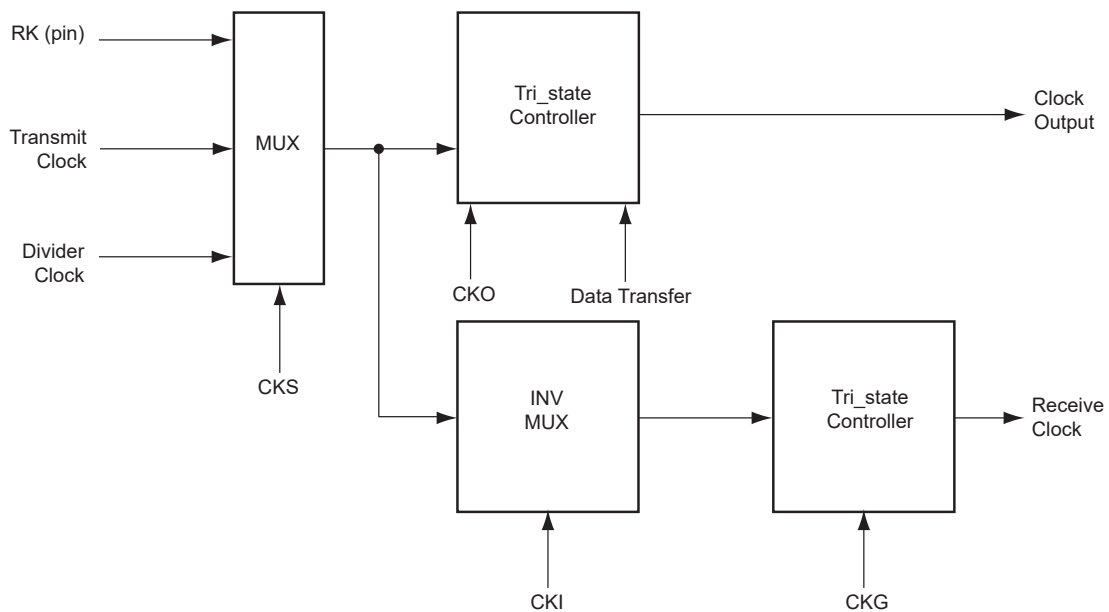 RK (pin)
Transmit
Clock
Divider
Clock
MUX
CKS
Tri_state
Controller
CKO
Data Transfer
Clock
Output
INV
MUX
CKI
Tri_state
Controller
CKG
Receive
Clock